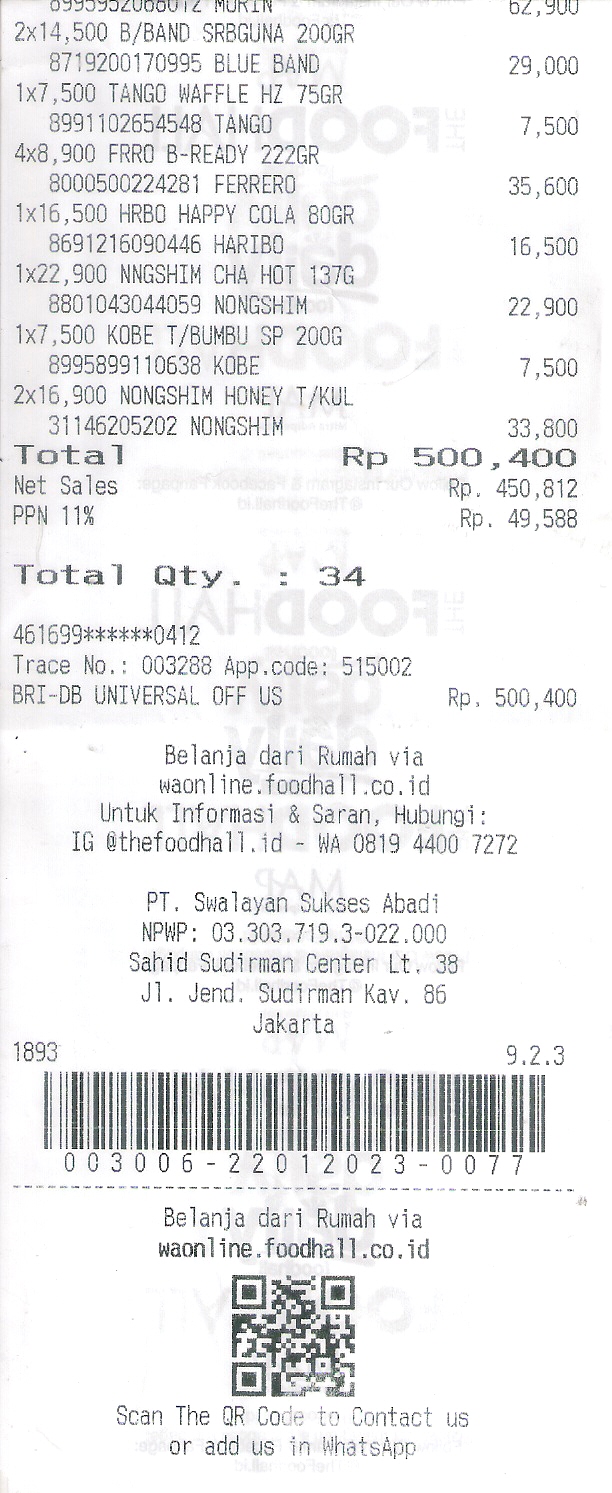 8995952068012 MORIN 62,900
2x14,500 B/BAND SRBGUNA 200GR
8719200170995 BLUE BAND 29,000
1x7,500 TANGO WAFFLE HZ 75GR
8991102654548 TANGO 7,500
4x8,900 FRRO B-READY 222GR
8000500224281 FERRERO 35,600
1x16,500 HRBO HAPPY COLA 80GR
8691216090446 HARIBO 16,500
1x22,900 NNGSHIM CHA HOT 137G
8801043044059 NONGSHIM 22,900
1x7,500 KOBE T/BUMBU SP 200G
8995899110638 KOBE 7,500
2x16,900 NONGSHIM HONEY T/KUL
31146205202 NONGSHIM 33,800
Total Rp 500,400
Net Sales Rp. 450,812
PPN 11% Rp. 49,588
Total Qty. : 34
461699******0412
Trace No.: 003288 App.code: 515002
BRI-DB UNIVERSAL OFF US Rp. 500,400
Belanja dari Rumah via
waonline.foodhall.co.id
Untuk Informasi & Saran, Hubungi:
IG @thefoodhall.id - WA 0819 4400 7272
PT. Swalayan Sukses Abadi
NPWP: 03.303.719.3-022.000
Sahid Sudirman Center Lt. 38
Jl. Jend. Sudirman Kav. 86
Jakarta
1893 9.2.3
003006-22012023-0077
Belanja dari Rumah via
waonline.foodhall.co.id
Scan The QR Code to Contact us
or add us in WhatsApp